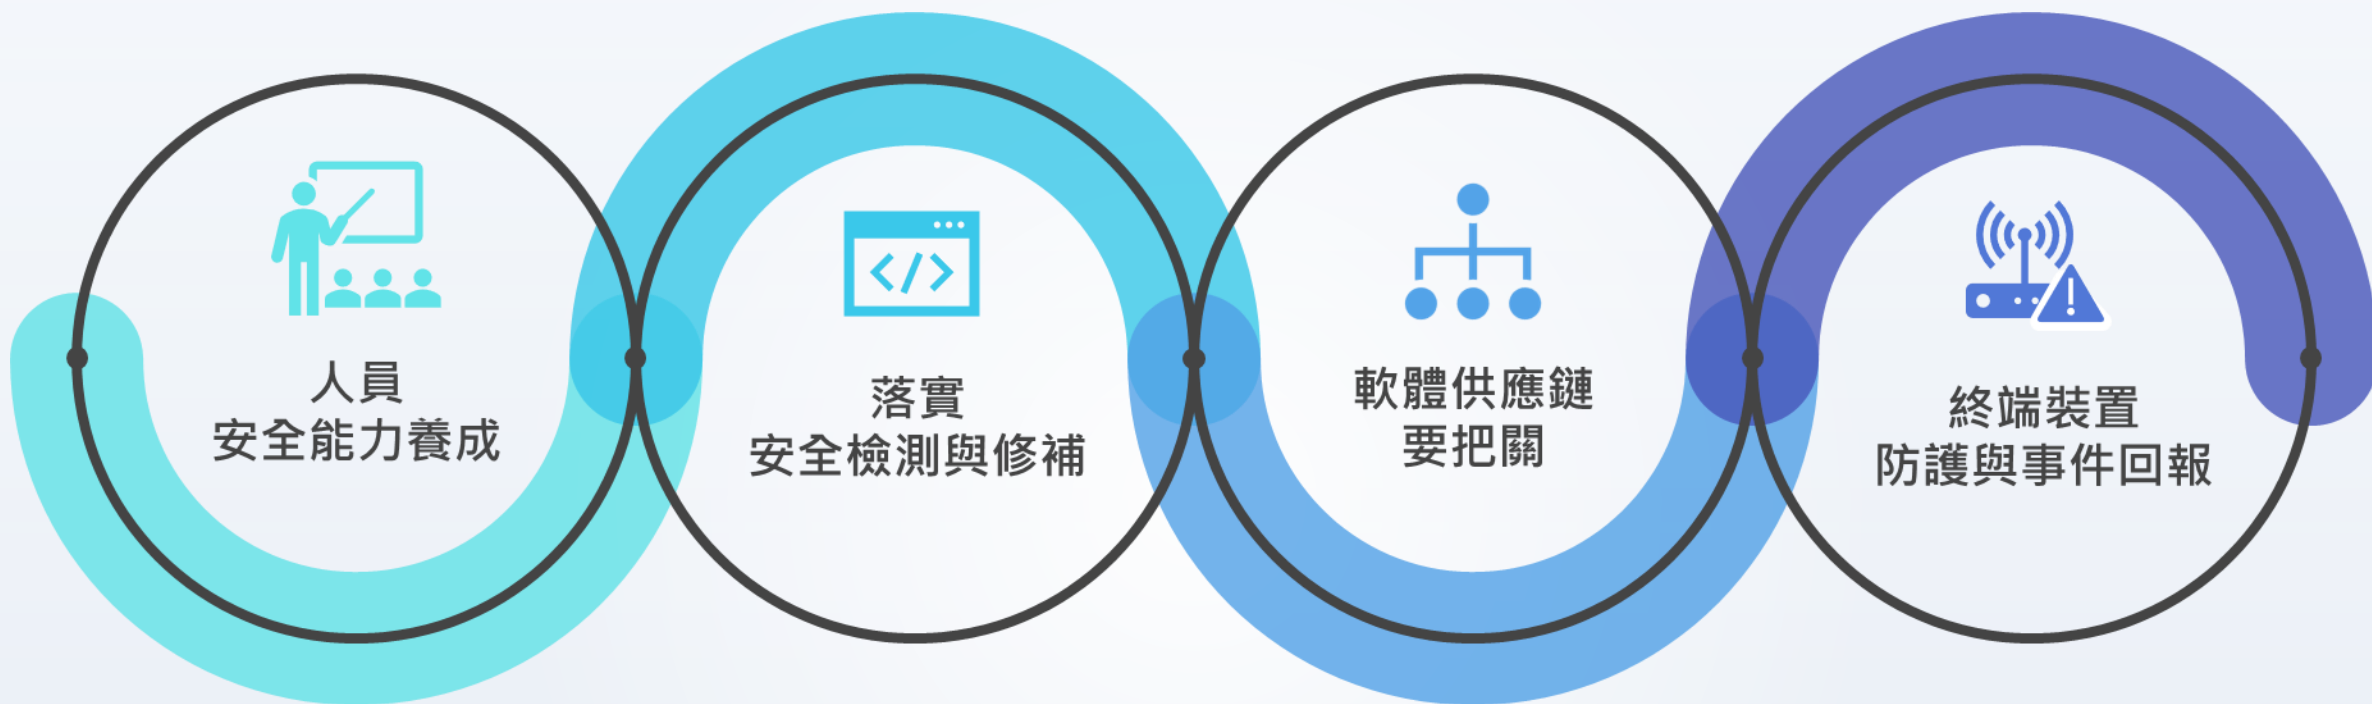 人員
安全能力養成
落實
安全檢測與修補
軟體供應鏈
要把關
終端裝置
防護與事件回報